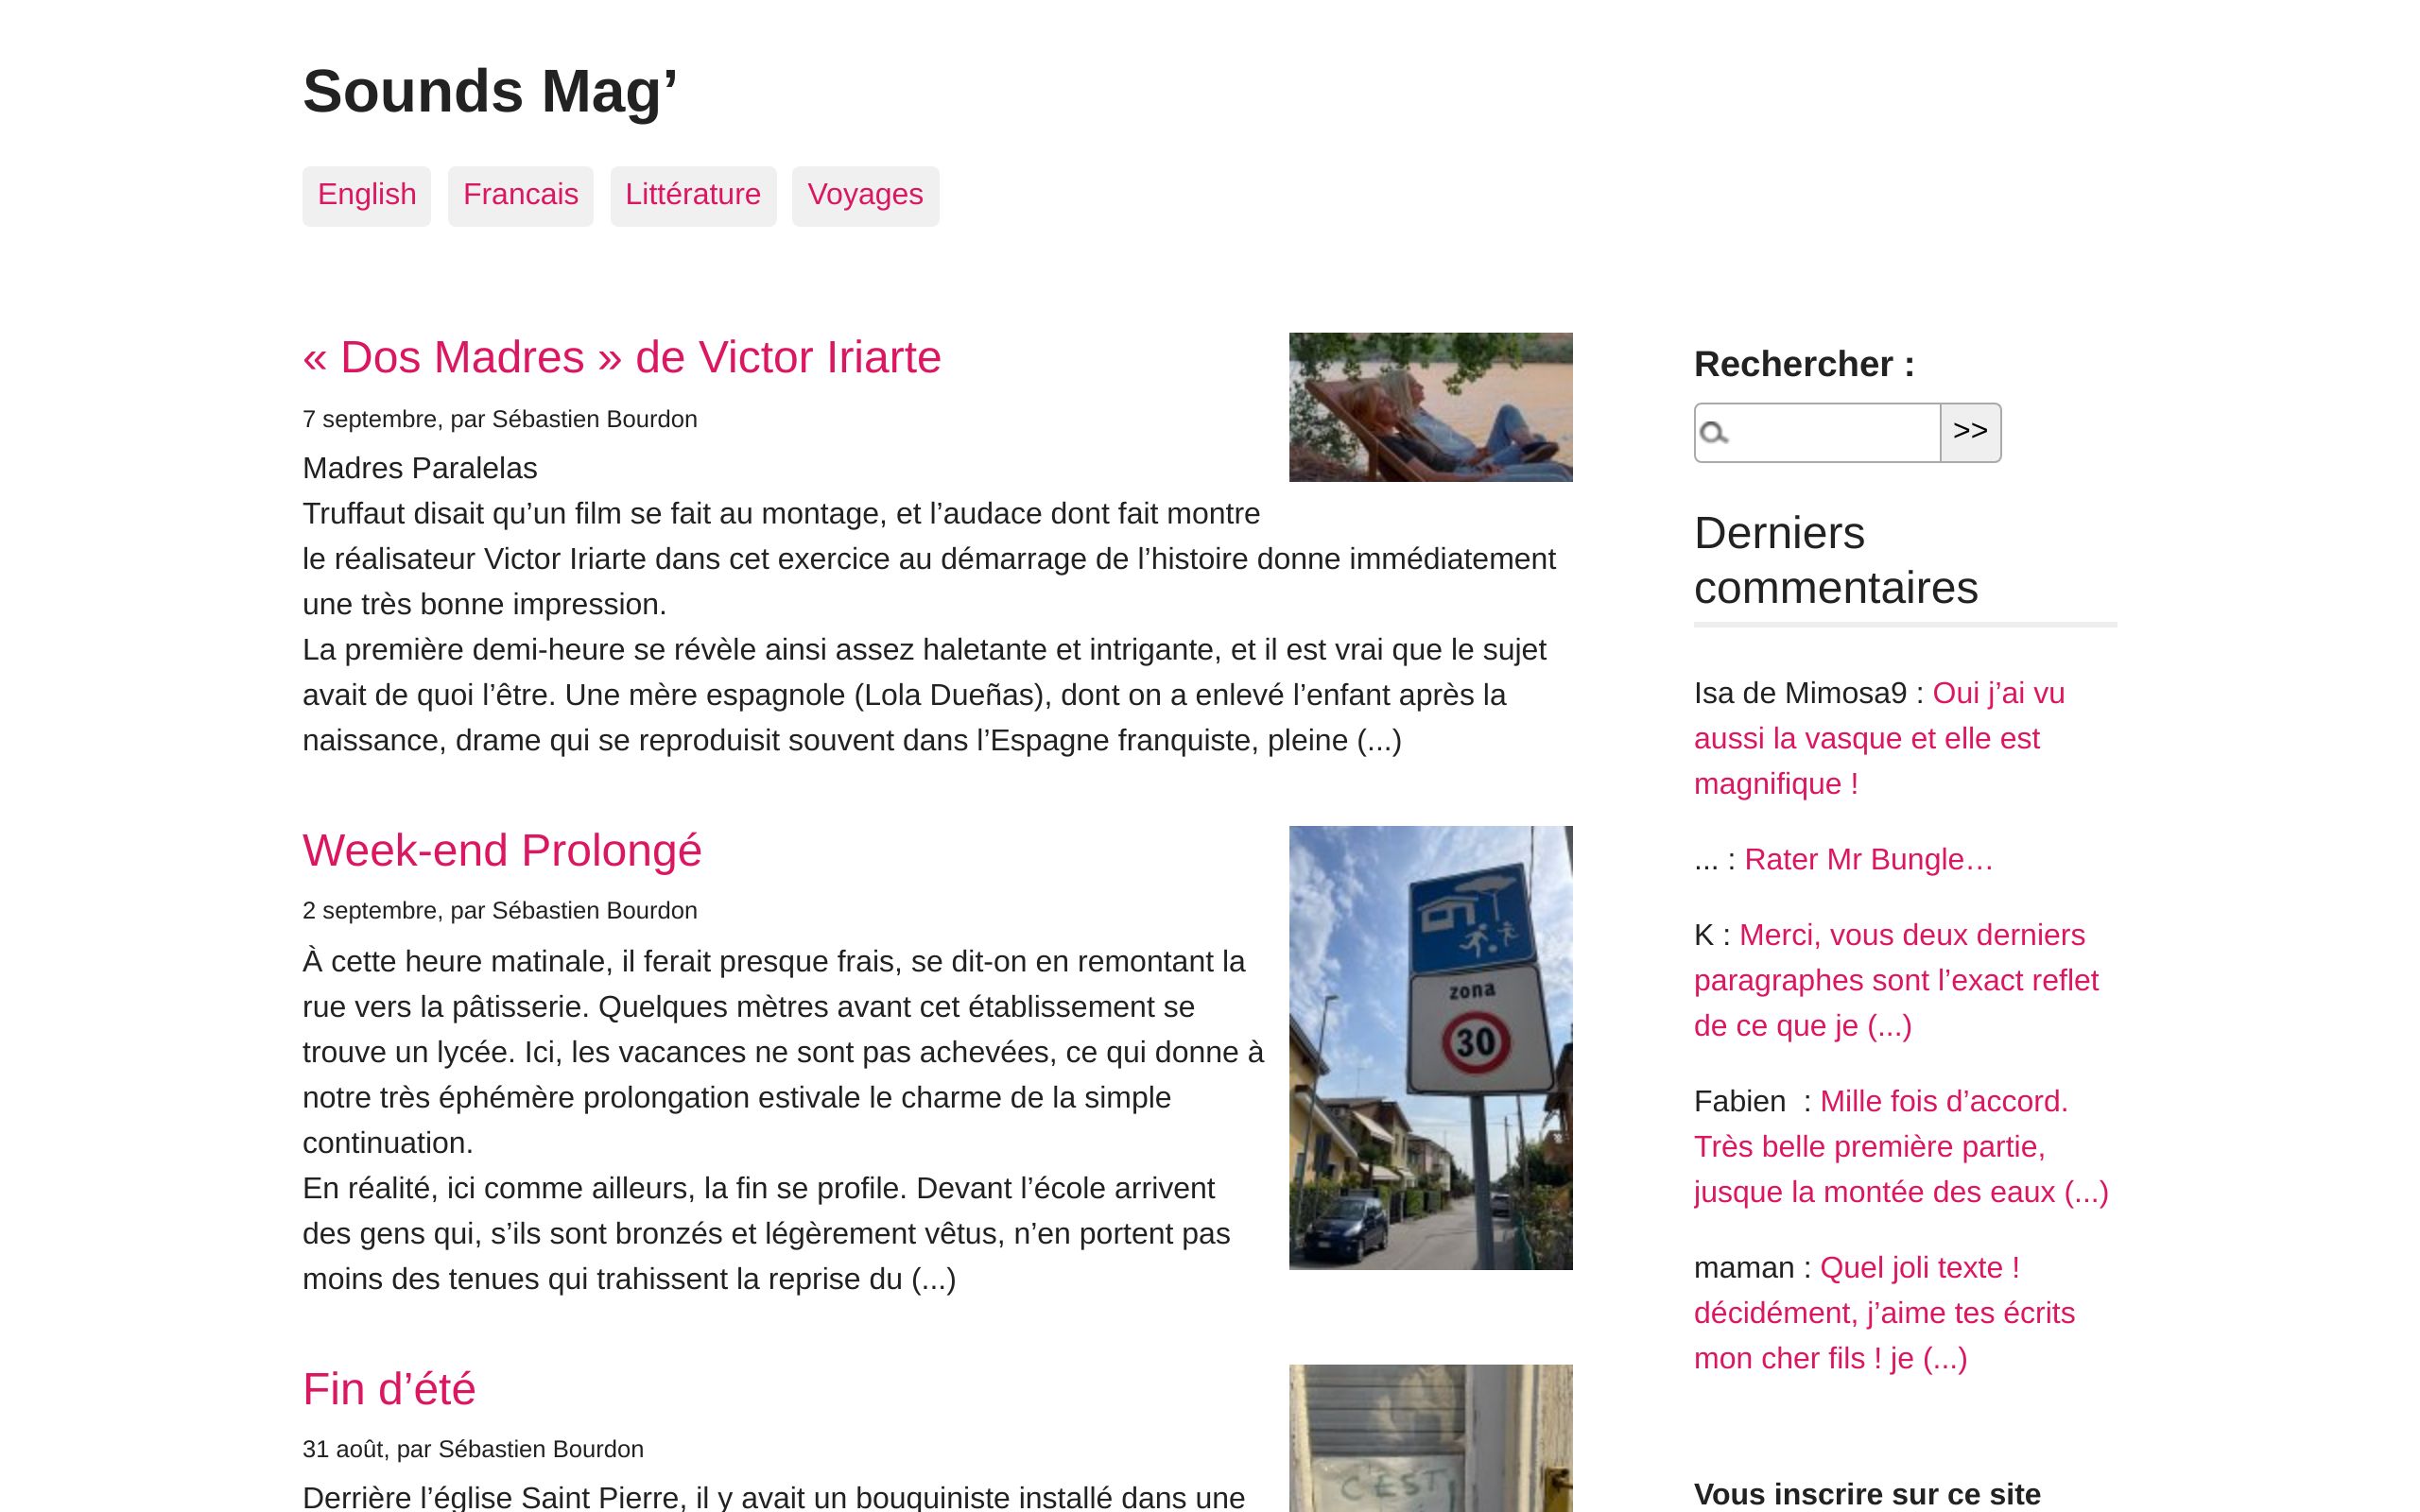 Sounds Mag’
English Francais Littérature Voyages
« Dos Madres » de Victor Iriarte
7 septembre, par Sébastien Bourdon
Madres Paralelas
Truffaut disait qu’un film se fait au montage, et l’audace dont fait montre
le réalisateur Victor Iriarte dans cet exercice au démarrage de l’histoire donne immédiatement
une très bonne impression.
La première demi-heure se révèle ainsi assez haletante et intrigante, et il est vrai que le sujet
avait de quoi l’être. Une mère espagnole (Lola Dueñas), dont on a enlevé l’enfant après la
naissance, drame qui se reproduisit souvent dans l’Espagne franquiste, pleine (...)
Week-end Prolongé
2 septembre, par Sébastien Bourdon
À cette heure matinale, il ferait presque frais, se dit-on en remontant la
rue vers la pâtisserie. Quelques mètres avant cet établissement se
trouve un lycée. Ici, les vacances ne sont pas achevées, ce qui donne à
notre très éphémère prolongation estivale le charme de la simple
continuation.
En réalité, ici comme ailleurs, la fin se profile. Devant l’école arrivent
des gens qui, s’ils sont bronzés et légèrement vêtus, n’en portent pas
moins des tenues qui trahissent la reprise du (...)
zona
30
Fin d’été
31 août, par Sébastien Bourdon
Derrière l’église Saint Pierre, il y avait un bouquiniste installé dans une
C'EST
Rechercher :
>>
Derniers
commentaires
Isa de Mimosa9 : Oui j’ai vu
aussi la vasque et elle est
magnifique !
... : Rater Mr Bungle…
K : Merci, vous deux derniers
paragraphes sont l’exact reflet
de ce que je (...)
Fabien  : Mille fois d’accord.
Très belle première partie,
jusque la montée des eaux (...)
maman : Quel joli texte !
décidément, j’aime tes écrits
mon cher fils ! je (...)
Vous inscrire sur ce site